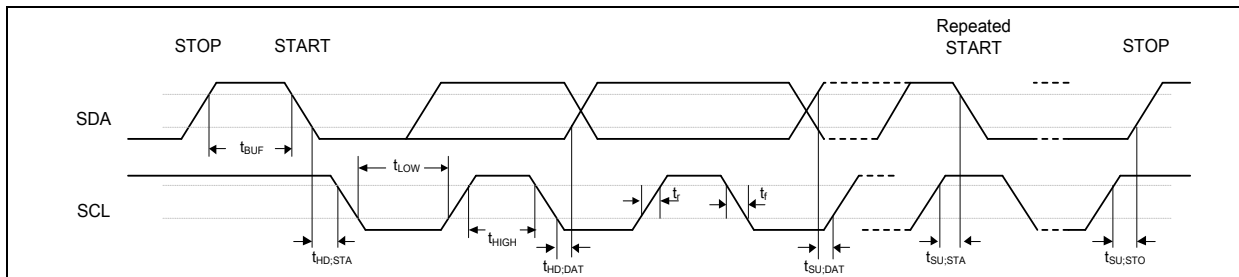 Repeated
STOP START START STOP
SDA
tBUF
tLOW
tr tf
SCL
tHIGH
tHD;STA tHD;DAT tSU;DAT tSU;STA tSU;STO